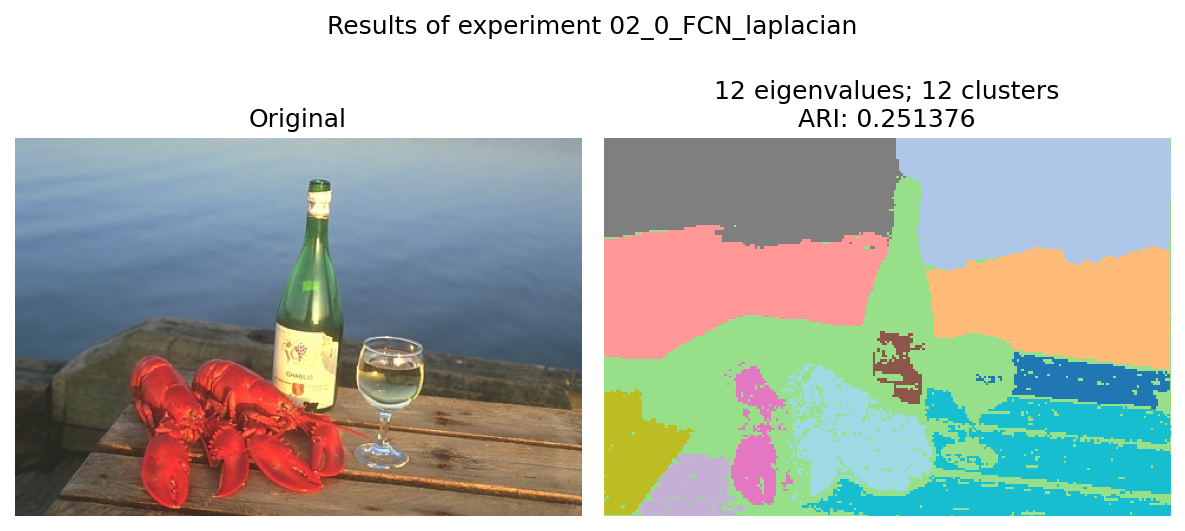 Results of experiment 02_0_FCN_laplacian
Original
12 eigenvalues; 12 clusters
ARI: 0.251376
CHABLIS